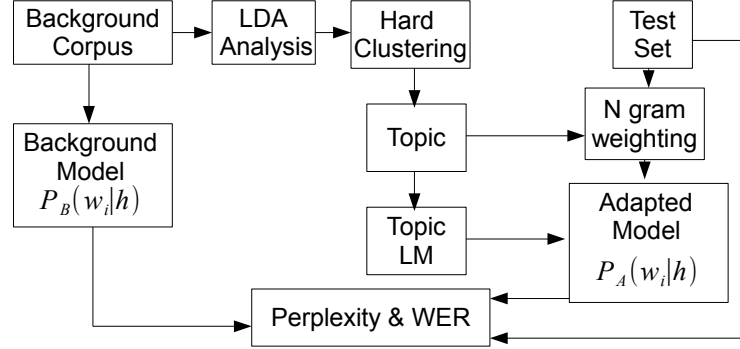 Background
Corpus
LDA
Analysis
Hard
Clustering
Test
Set
Background
Model
P_B(w_i|h)
Topic
N gram
weighting
Topic
LM
Adapted
Model
P_A(w_i|h)
Perplexity & WER